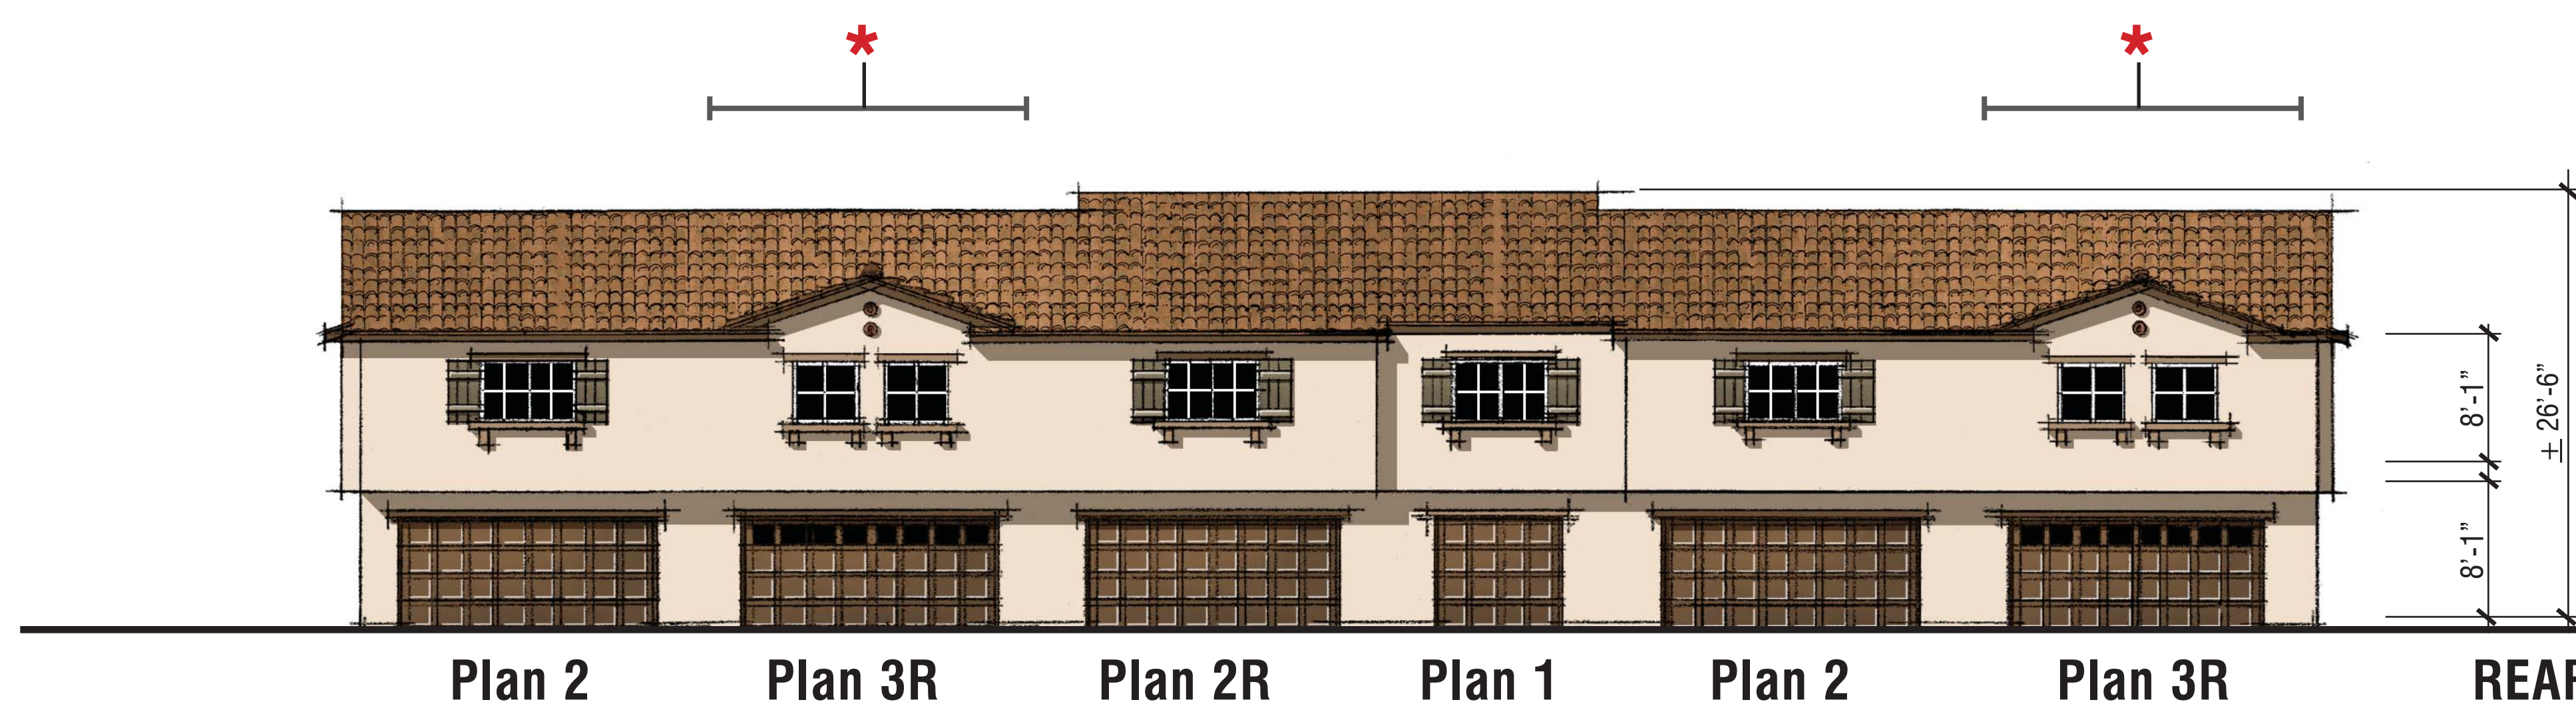 *
*
8’-1”
± 26’-6”
8’-1”
Plan 2
Plan 3R
Plan 2R
Plan 1
Plan 2
Plan 3R
REAR